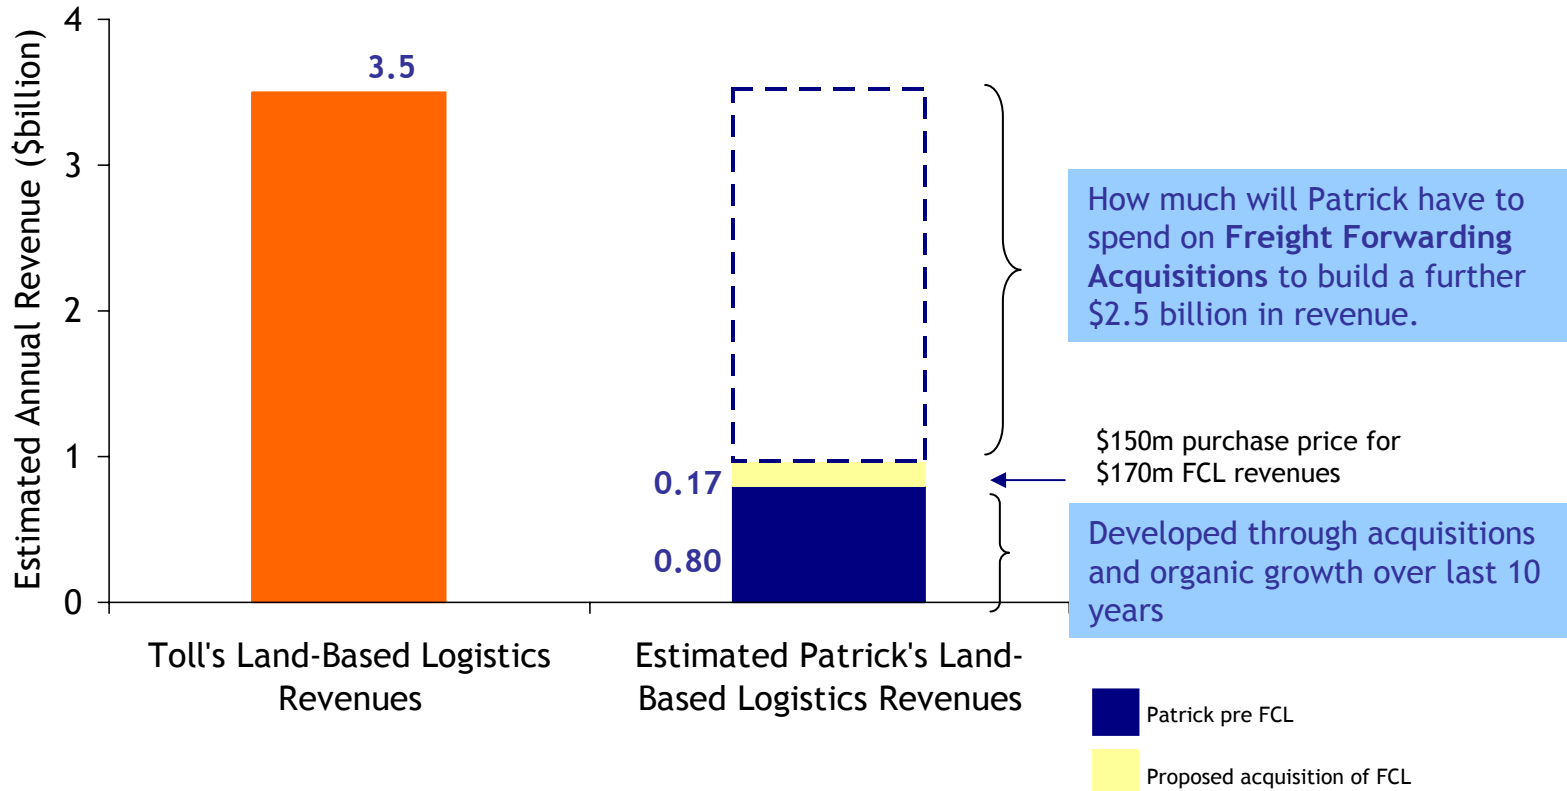 Estimated Annual Revenue ($billion)
4
3
2
1
0
3.5
0.17
0.80
Toll's Land-Based Logistics
Revenues
Estimated Patrick's Land-
Based Logistics Revenues
How much will Patrick have to
spend on Freight Forwarding
Acquisitions to build a further
$2.5 billion in revenue.
$150m purchase price for
$170m FCL revenues
Developed through acquisitions
and organic growth over last 10
years
Patrick pre FCL
Proposed acquisition of FCL